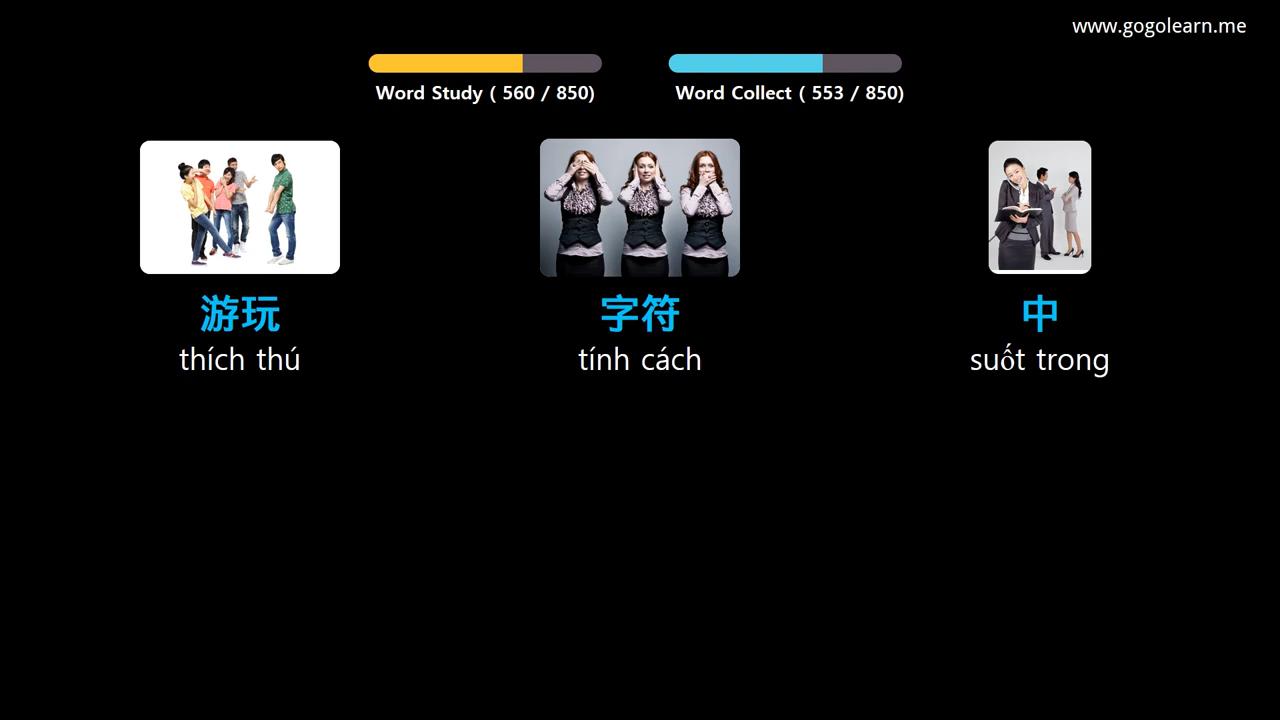 www.gogolearn.me
Word Study ( 560 / 850)
Word Collect ( 553 / 850)
游玩
thích thú
字符
tính cách
中
suốt trong